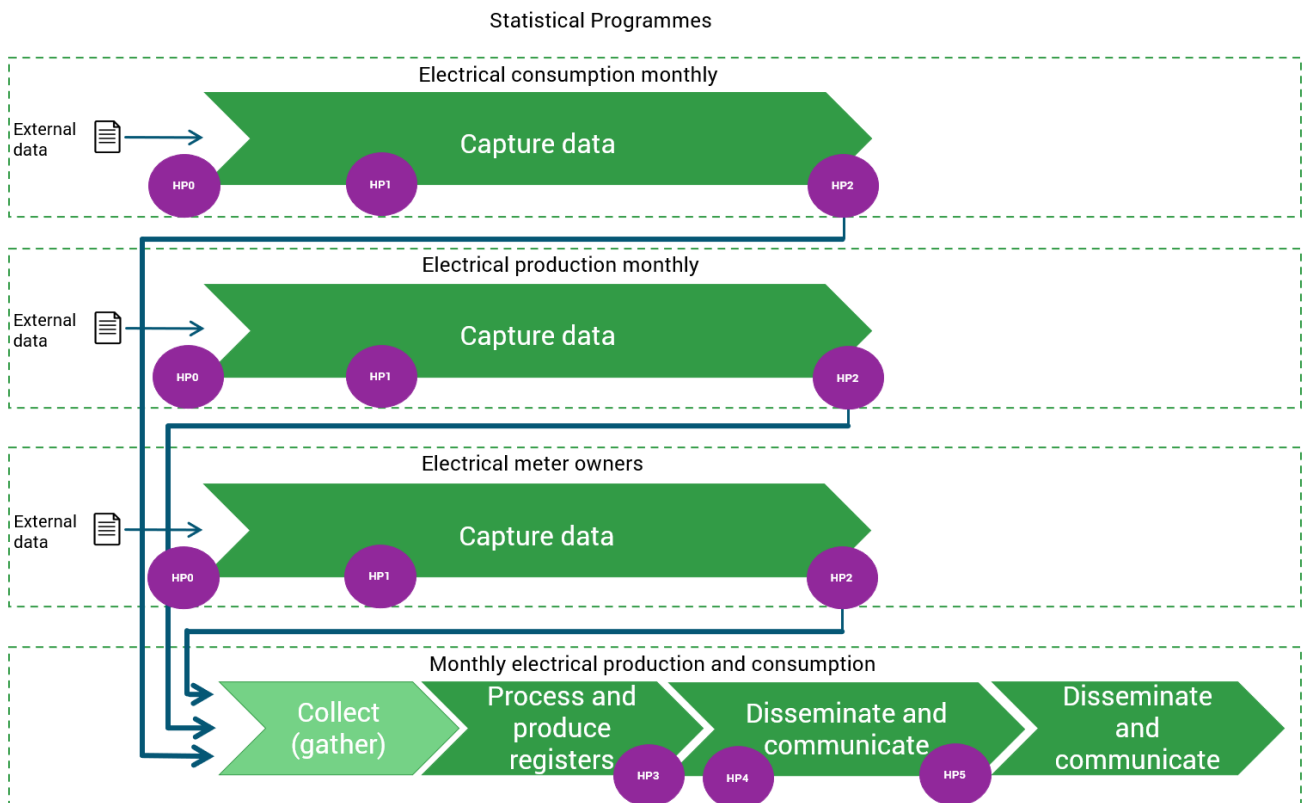 Statistical Programmes
Electrical consumption monthly
External
data
Capture data
HP0
HP1
HP2
Electrical production monthly
External
data
Capture data
HP0
HP1
HP2
Electrical meter owners
External
data
Capture data
HP0
HP1
HP2
Monthly electrical production and consumption
Collect
(gather)
Process and
produce
registers
HP3
Disseminate and
communicate
HP4
HP5
Disseminate
and
communicate